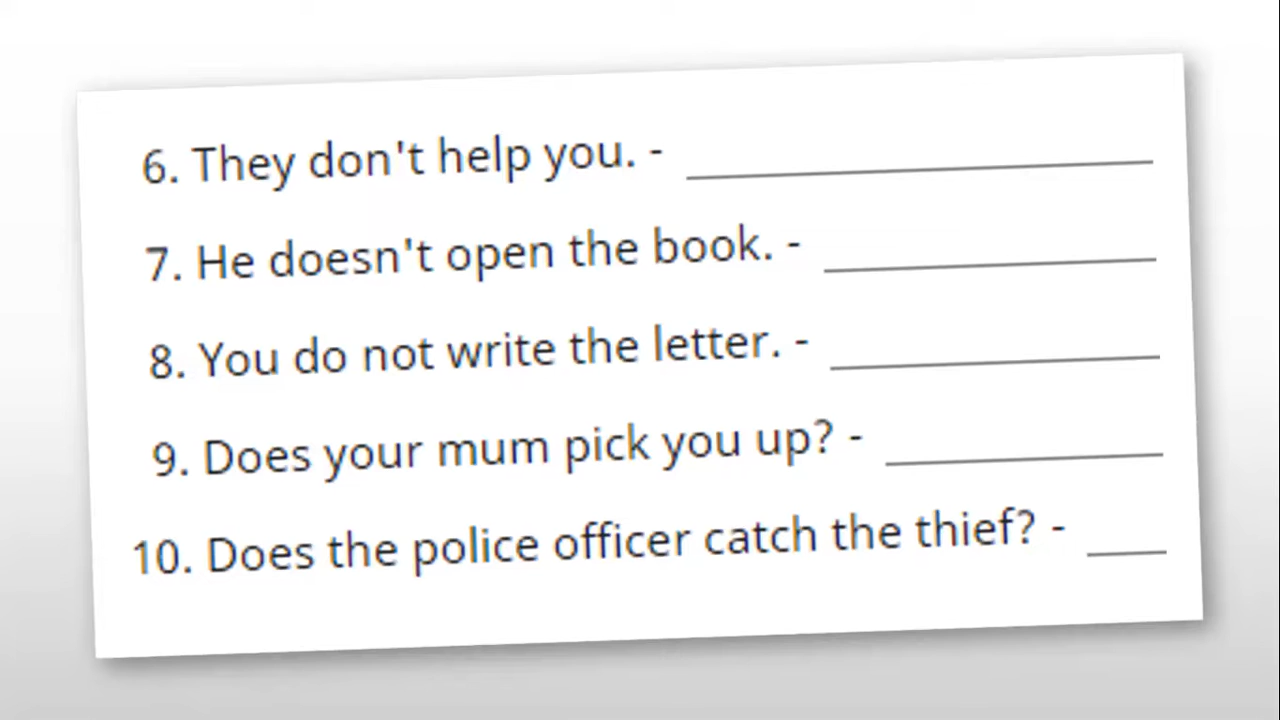 6. They don't help you. - ____________________
7. He doesn't open the book. - ______________
8. You do not write the letter. - ______________
9. Does your mum pick you up? - ____________
10. Does the police officer catch the thief? - ___